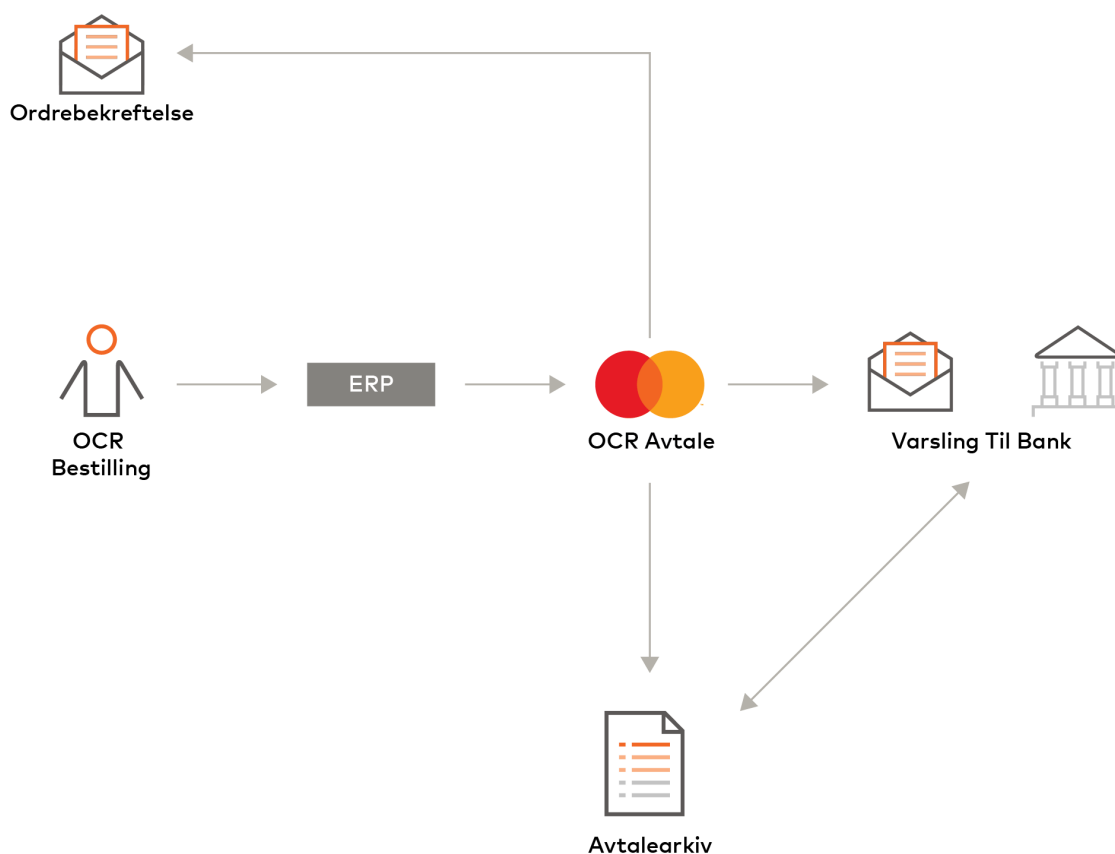 Ordrebekreftelse
OCR
Bestilling
ERP
OCR Avtale
Varsling Til Bank
Avtalearkiv